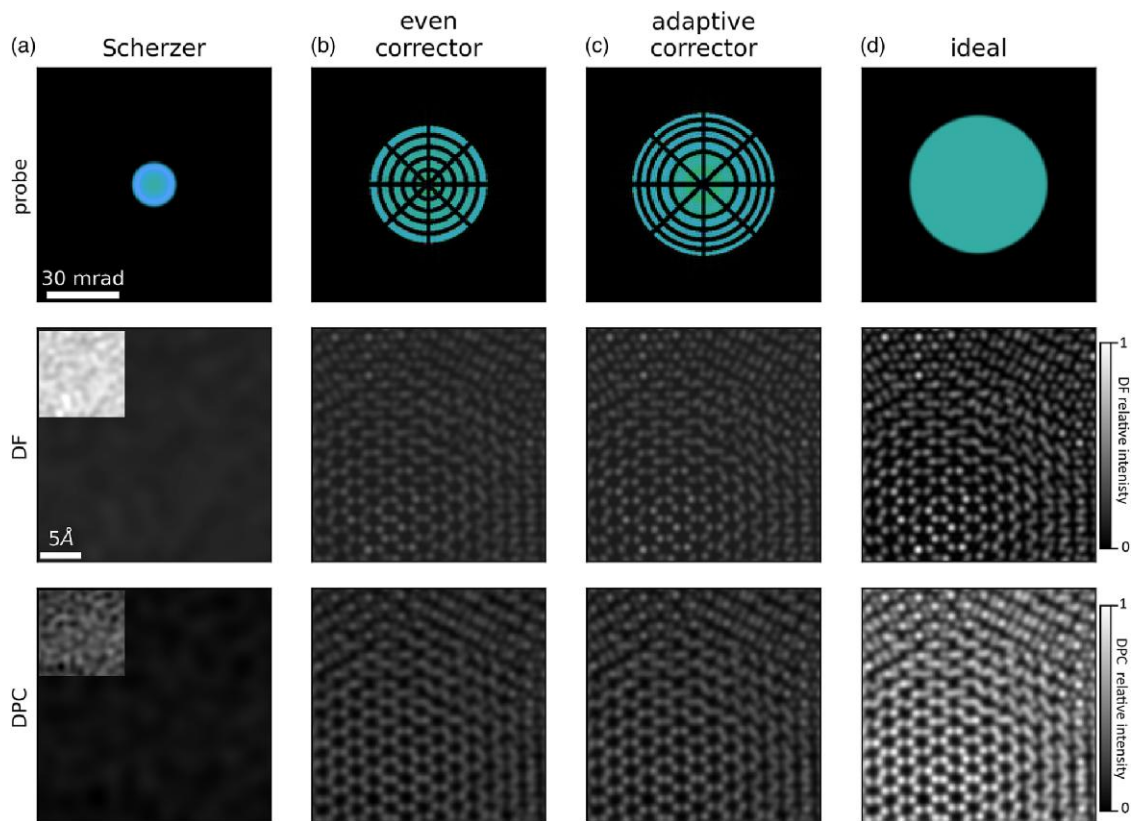 (a) Scherzer
(b) even corrector
(c) adaptive corrector
(d) ideal
probe
30 mrad
DF
5Å
1
DF relative intenisty
0
DPC
1
DPC relative intensity
0